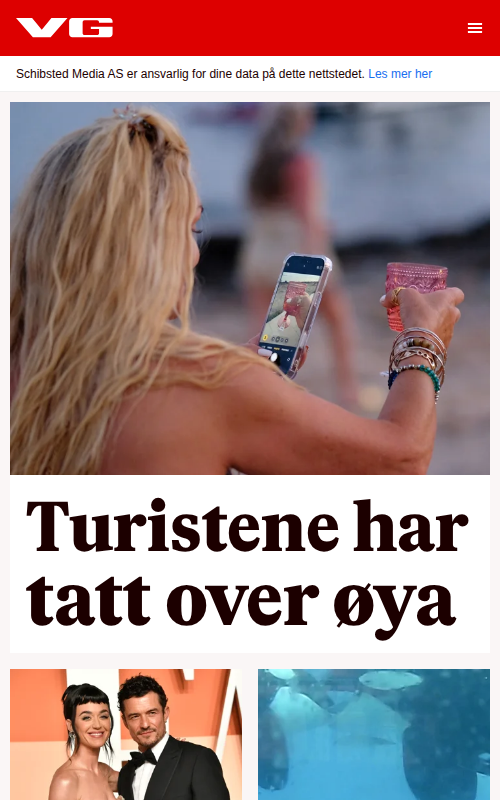 VG
Schibsted Media AS er ansvarlig for dine data på dette nettstedet. Les mer her
Turistene har
tatt over øya